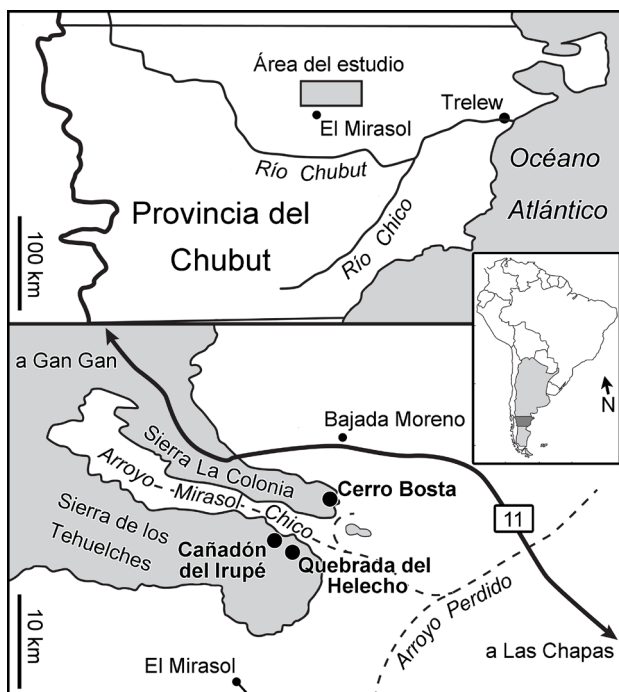 Área del estudio
Trelew
El Mirasol
Río Chubut
Océano
Atlántico
Provincia del
Chubut
Río Chico
100 km
a Gan Gan
N
Bajada Moreno
Sierra La Colonia
Cerro Bosta
Arroyo Mirasol Chico
11
Sierra de los
Tehuelches
Cañadón
del Irupé
Quebrada del
Helecho
Arroyo Perdido
10 km
a Las Chapas
El Mirasol